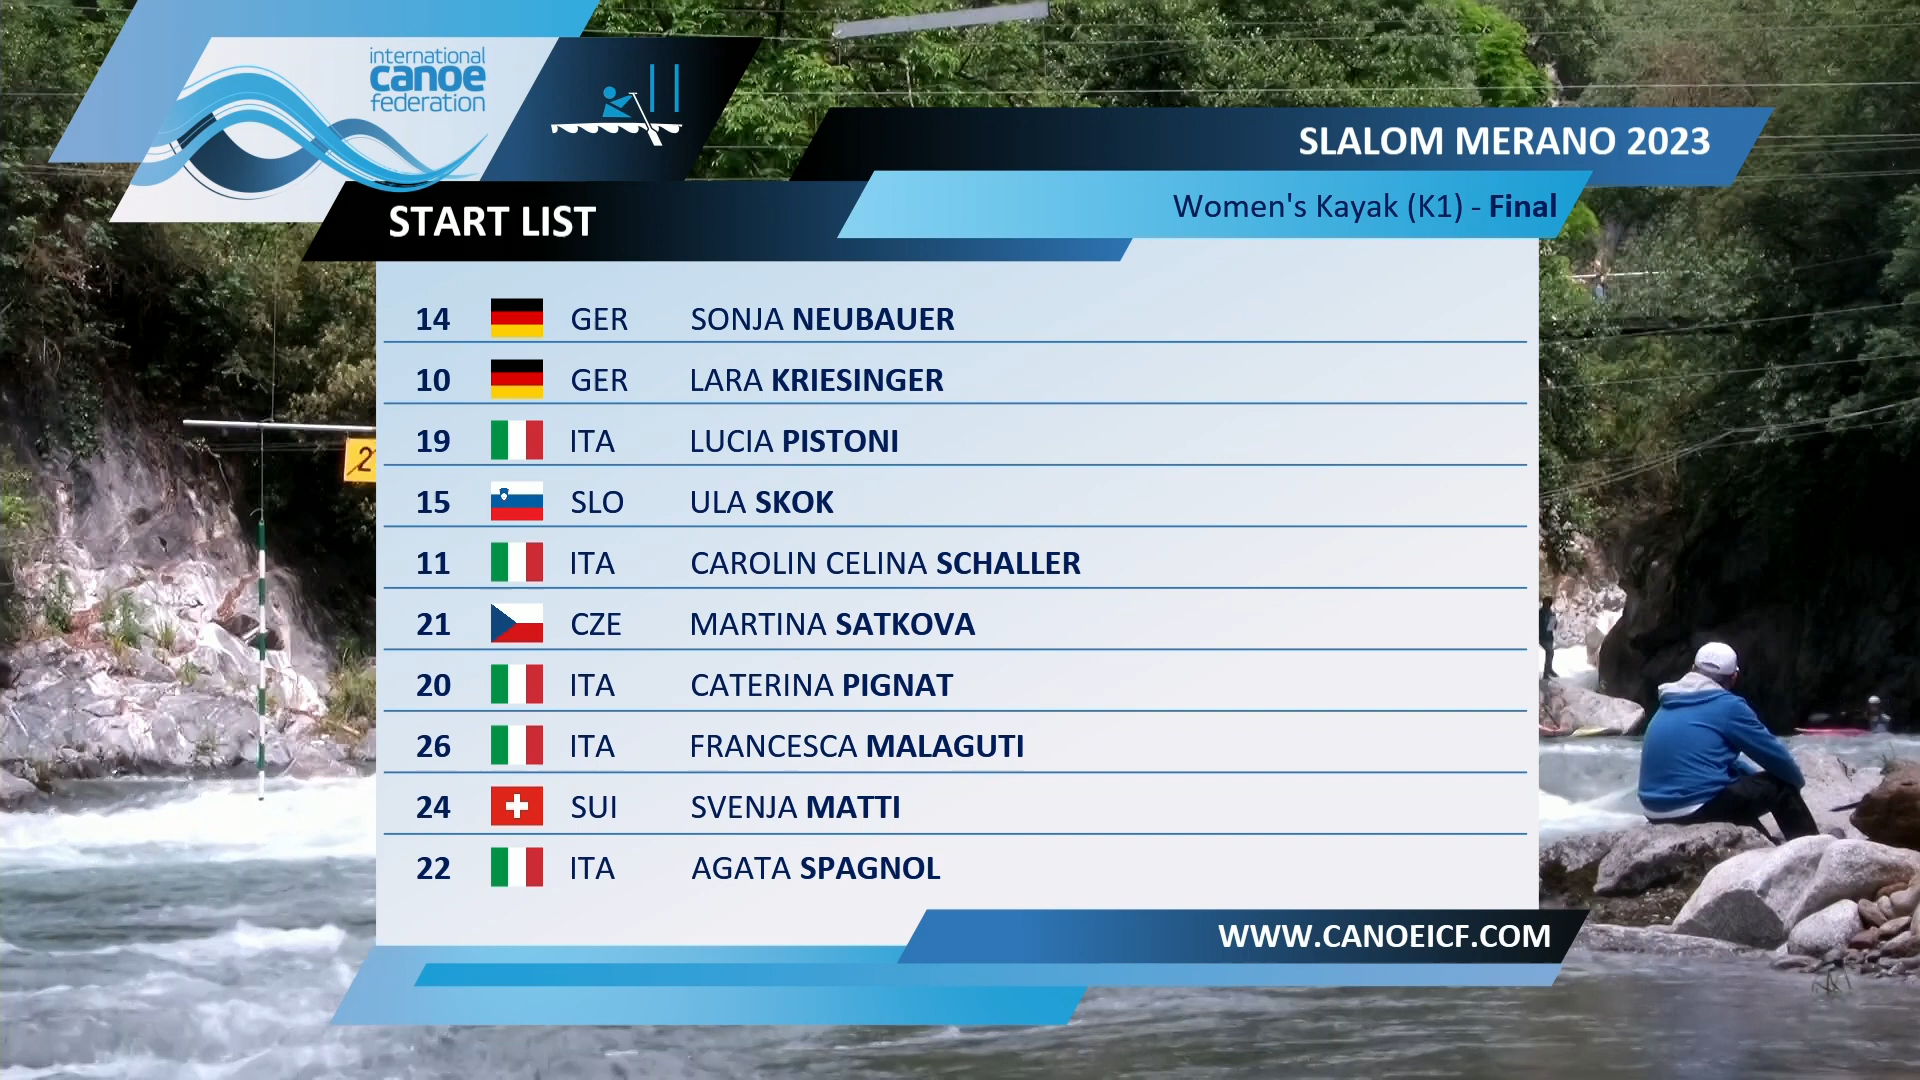 international
canoe
federation
SLALOM MERANO 2023
Women's Kayak (K1) - Final
START LIST
14 GER SONJA NEUBAUER
10 GER LARA KRIESINGER
19 ITA LUCIA PISTONI
15 SLO ULA SKOK
11 ITA CAROLIN CELINA SCHALLER
21 CZE MARTINA SATKOVA
20 ITA CATERINA PIGNAT
26 ITA FRANCESCA MALAGUTI
24 SUI SVENJA MATTI
22 ITA AGATA SPAGNOL
2
WWW.CANOEICF.COM